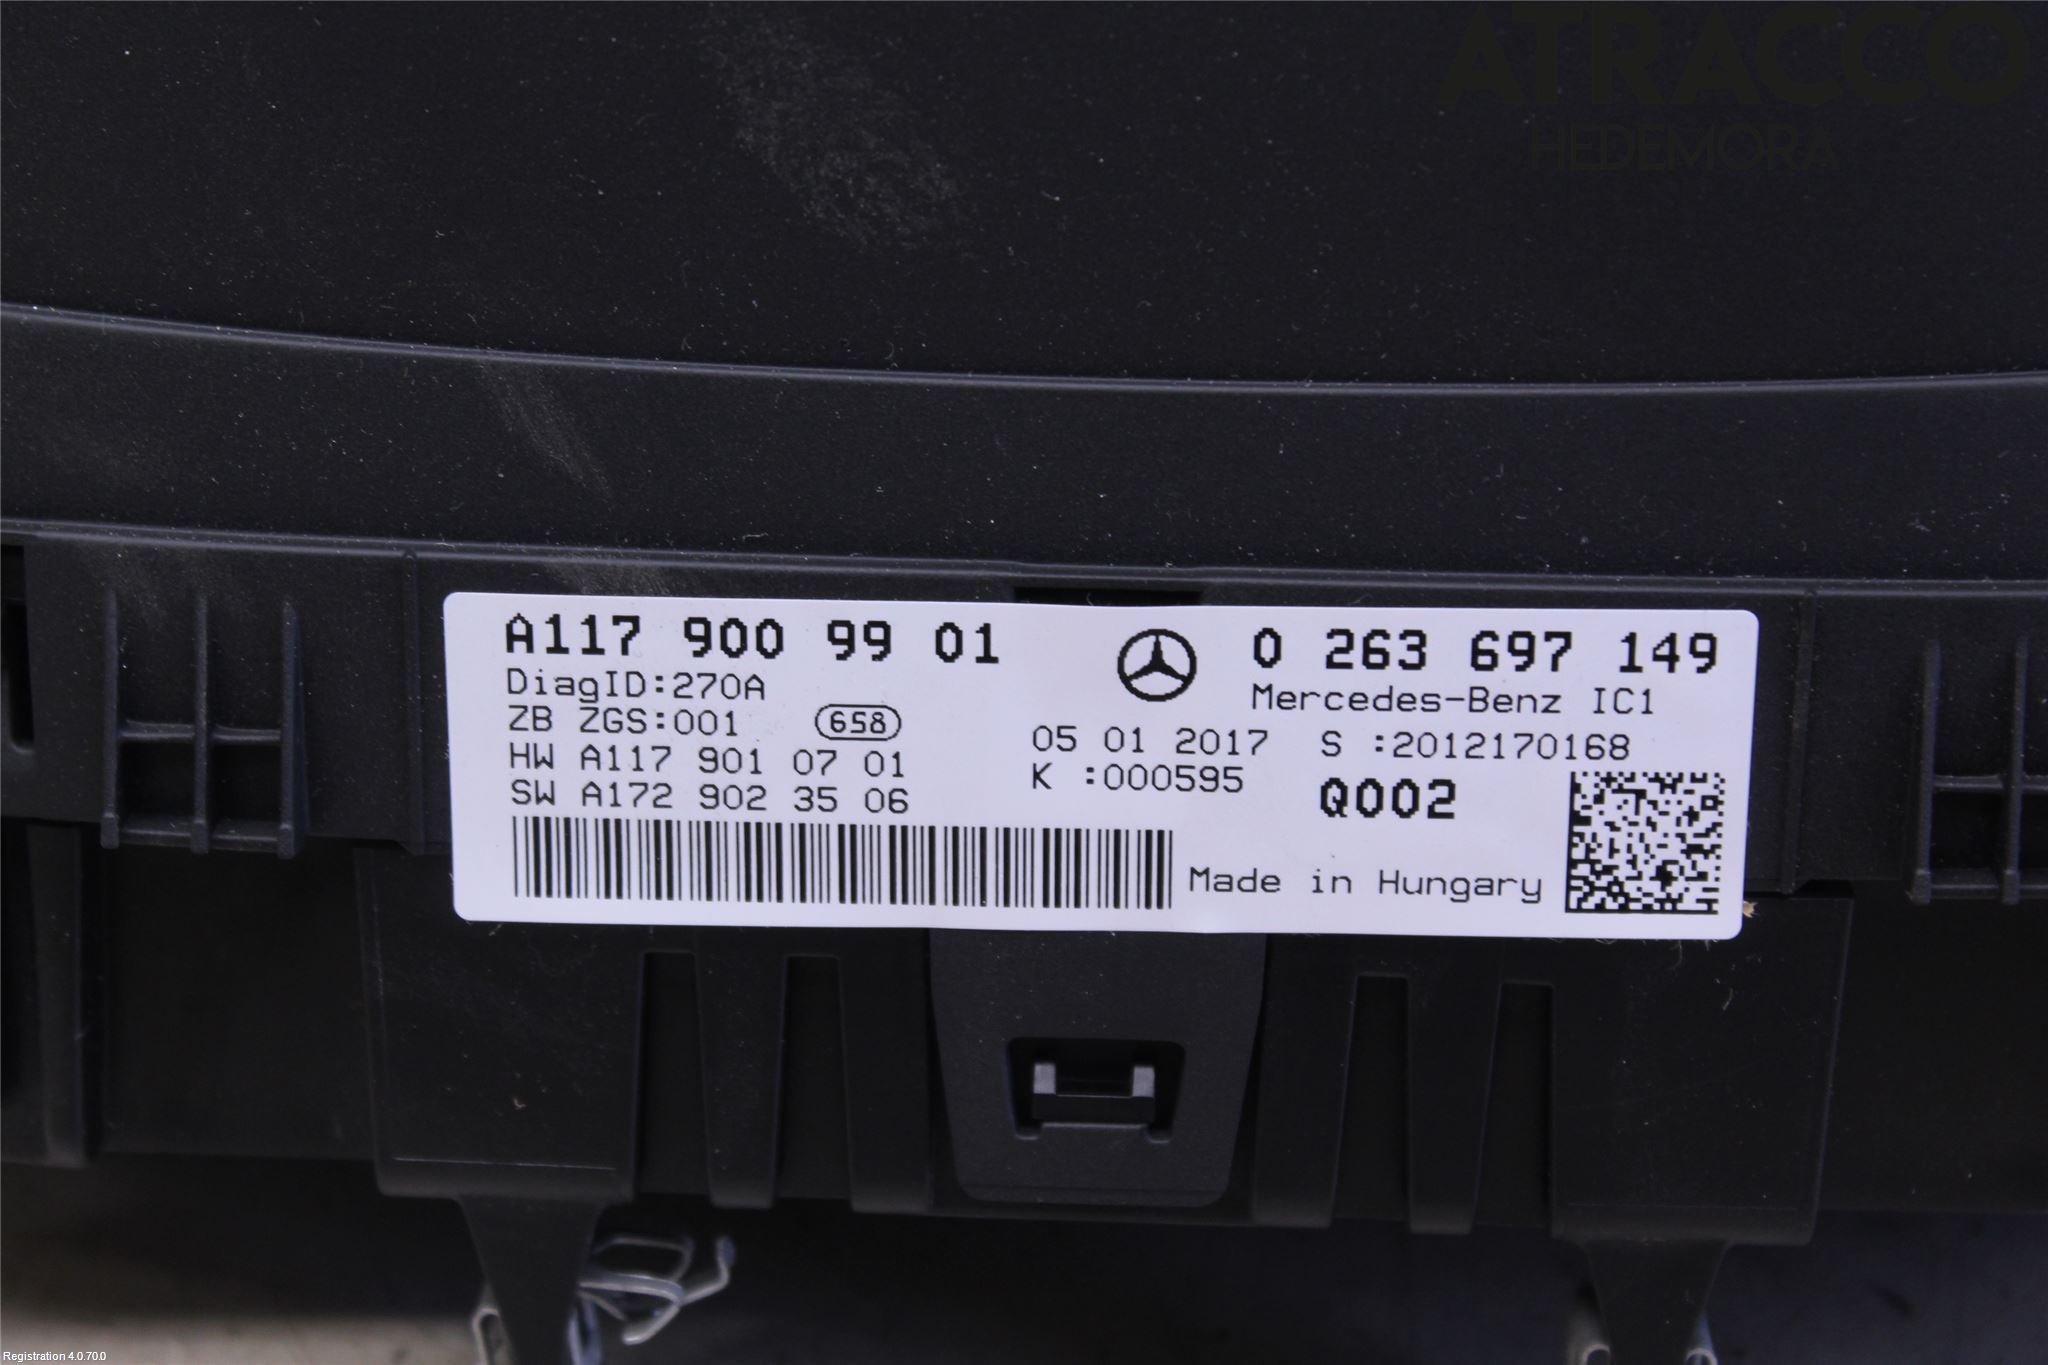 ATRACCO
HEDEMORA
A117 900 99 01
DiagID:270A
ZB ZGS:001 658
HW A117 901 07 01
SW A172 902 35 06
05 01 2017
K :000595
0 263 697 149
Mercedes-Benz IC1
S :2012170168
Q002
Made in Hungary
Registration 4.0.70.0